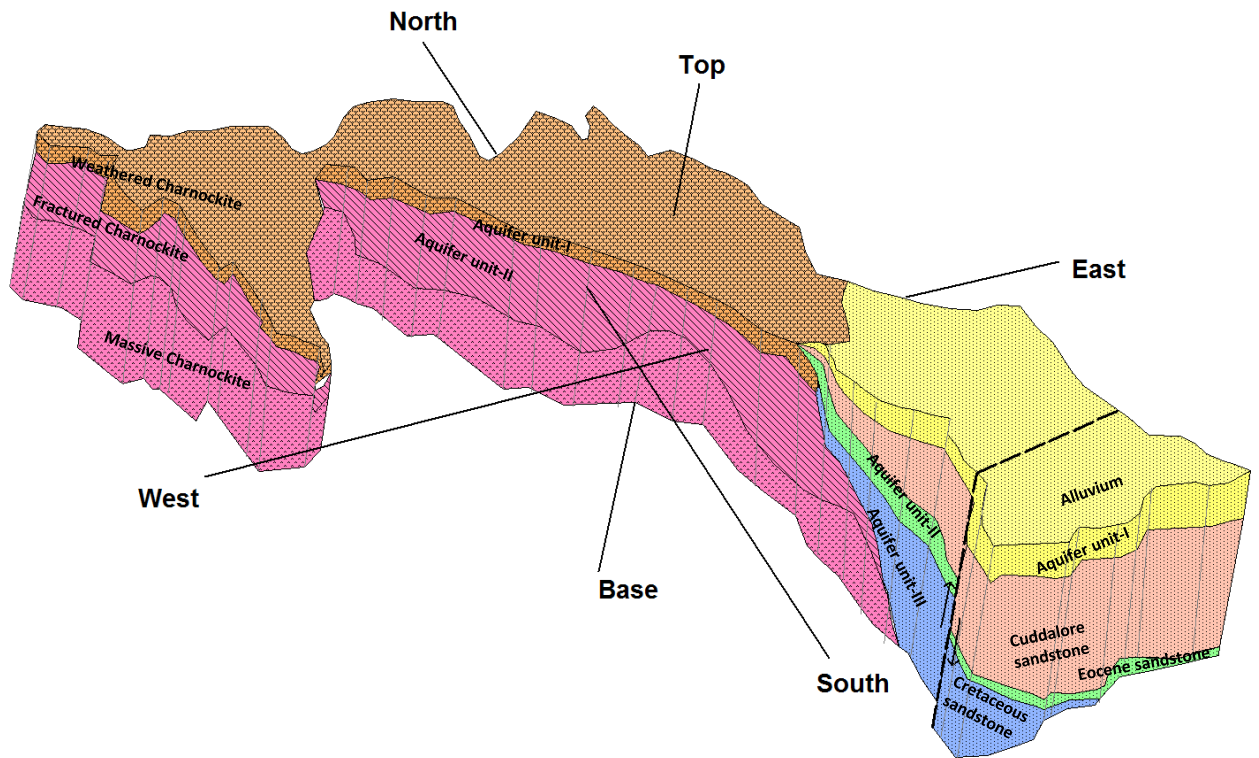 North
Top
Weathered Charnockite
Fractured Charnockite
Aquifer unit-I
Aquifer unit-II
East
Massive Charnockite
West
Aquifer unit-II
Alluvium
Aquifer unit-III
Aquifer unit-I
Base
Cuddalore
sandstone
Eocene sandstone
South
Cretaceous
sandstone